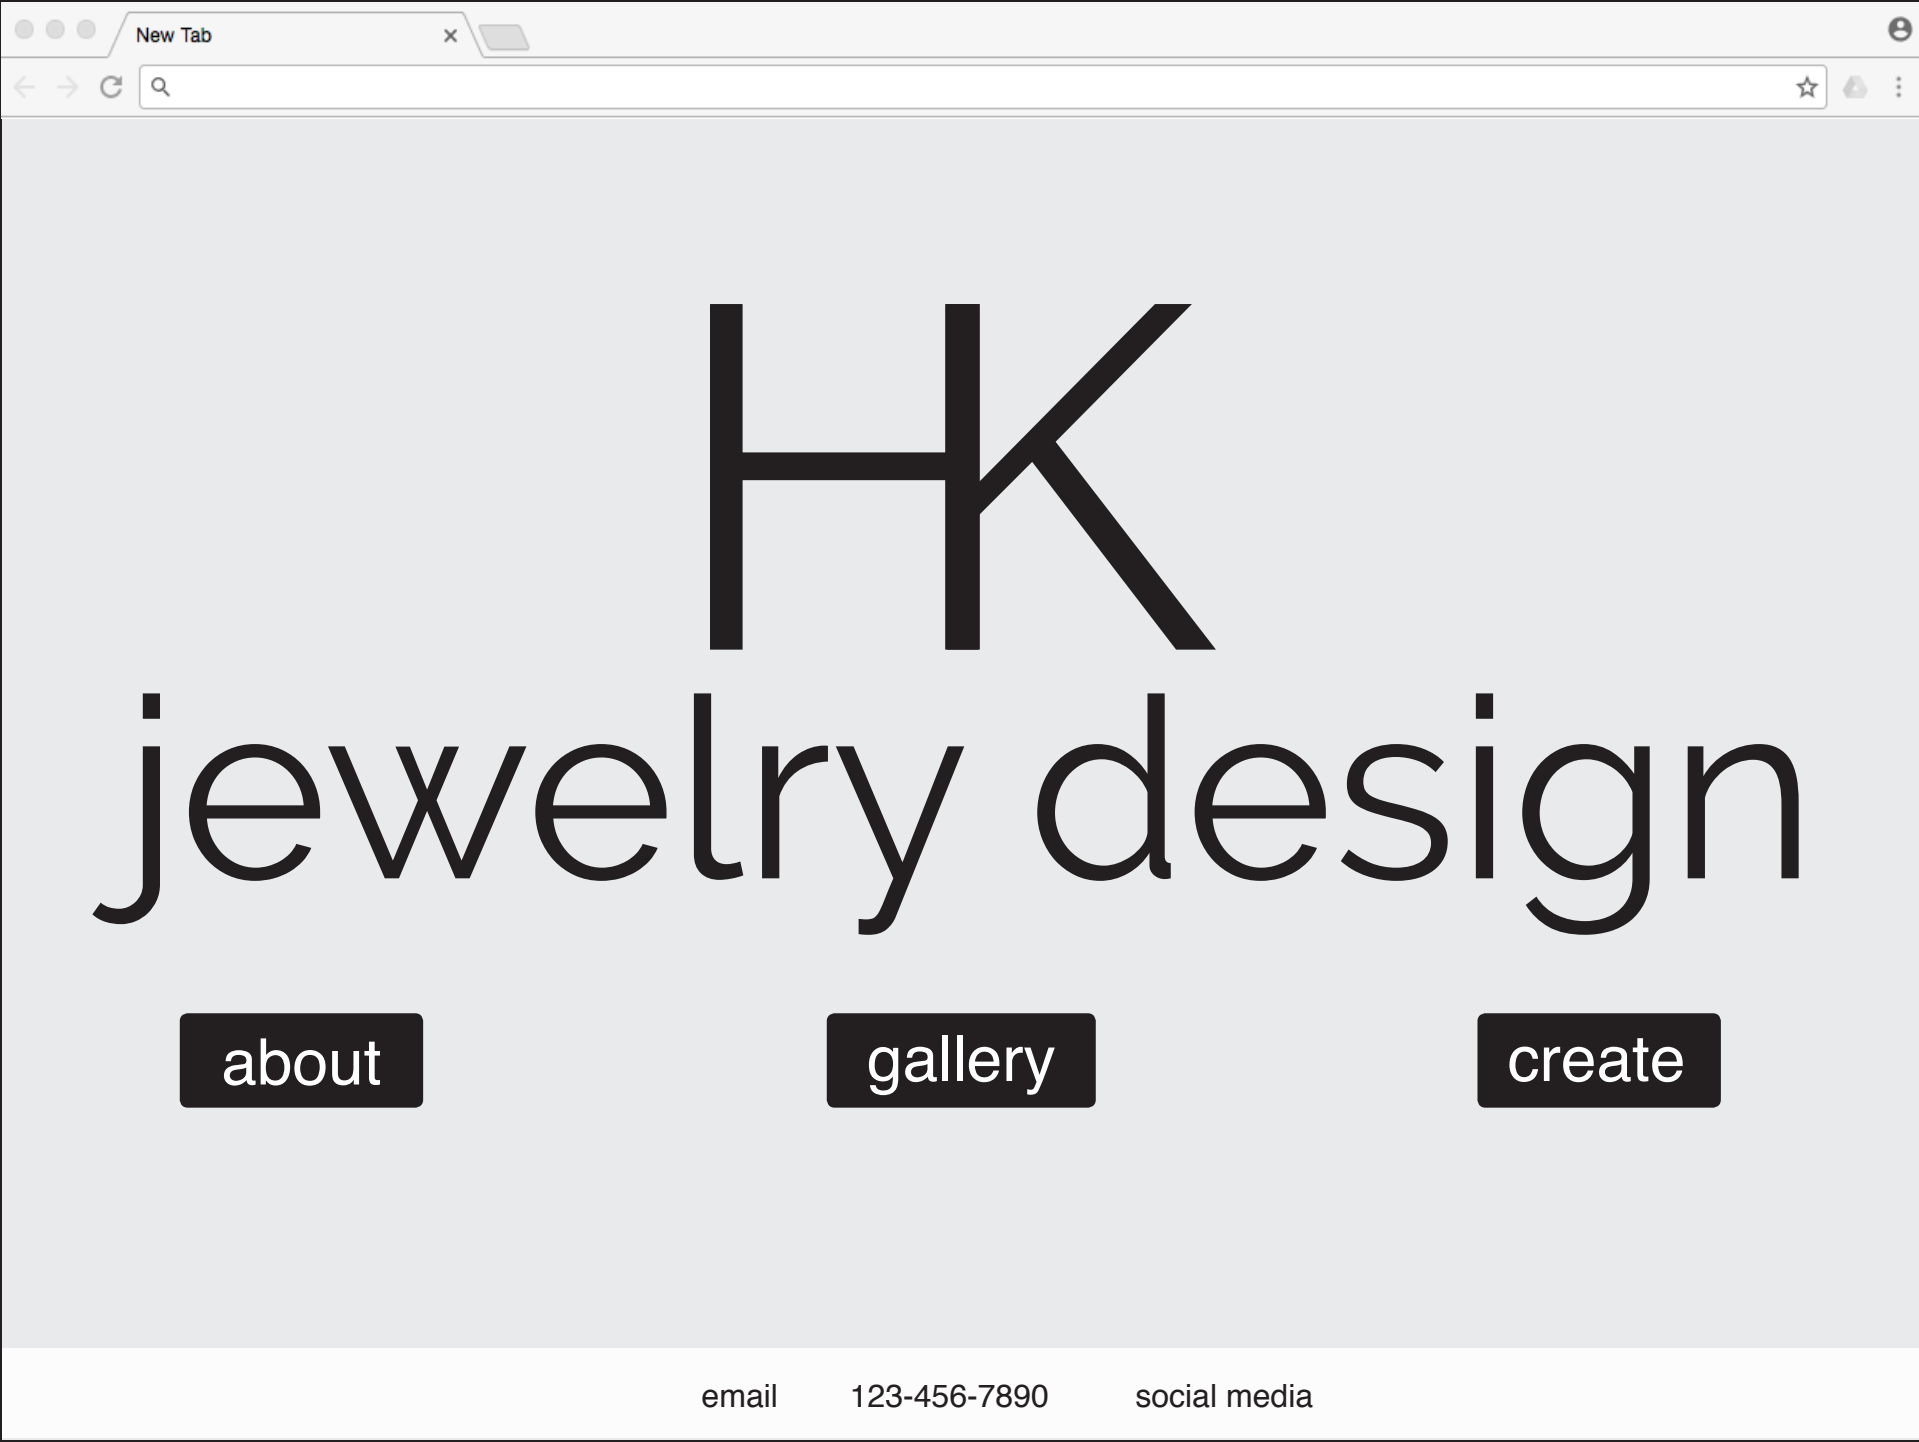 New Tab
HK
jewelry design
about gallery create
email 123-456-7890 social media